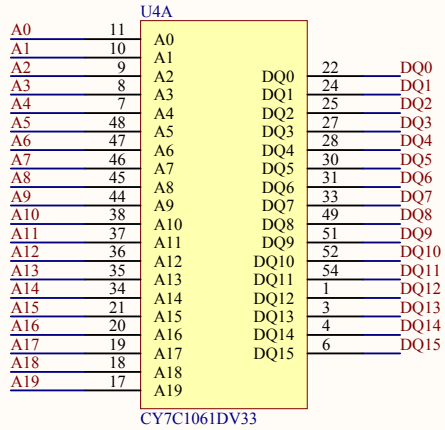 U4A
A0 11 A0
A1 10 A1
A2 9 A2 DQ0 22 DQ0
A3 8 A3 DQ1 24 DQ1
A4 7 A4 DQ2 25 DQ2
A5 48 A5 DQ3 27 DQ3
A6 47 A6 DQ4 28 DQ4
A7 46 A7 DQ5 30 DQ5
A8 45 A8 DQ6 31 DQ6
A9 44 A9 DQ7 33 DQ7
A10 38 A10 DQ8 49 DQ8
A11 37 A11 DQ9 51 DQ9
A12 36 A12 DQ10 52 DQ10
A13 35 A13 DQ11 54 DQ11
A14 34 A14 DQ12 1 DQ12
A15 21 A15 DQ13 3 DQ13
A16 20 A16 DQ14 4 DQ14
A17 19 A17 DQ15 6 DQ15
A18 18 A18
A19 17 A19
CY7C1061DV33